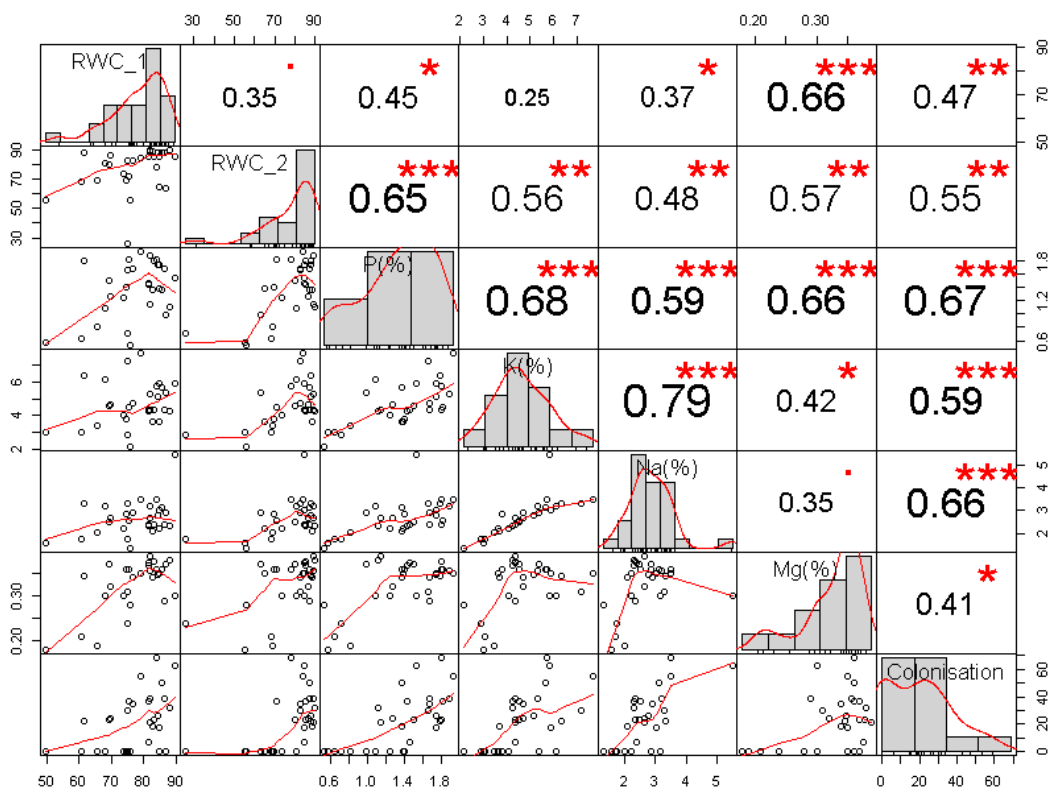 30 50 70 90 2 3 4 5 6 7 0.20 0.30
RWC_1 0.35 . 0.45 * 0.25 0.37 * 0.66 *** 0.47 ** 50 70 90
30 50 70 90 RWC_2 0.65 *** 0.56 ** 0.48 ** 0.57 ** 0.55 **
P(%) 0.68 *** 0.59 *** 0.66 *** 0.67 *** 0.6 1.2 1.8
2 4 6 K(%) 0.79 *** 0.42 * 0.59 ***
Na(%) 0.35 . 0.66 *** 2 3 4 5
0.20 0.30 Mg(%) 0.41 *
Colonisation 0 20 40 60
50 60 70 80 90 0.6 1.0 1.4 1.8 2 3 4 5 0 20 40 60